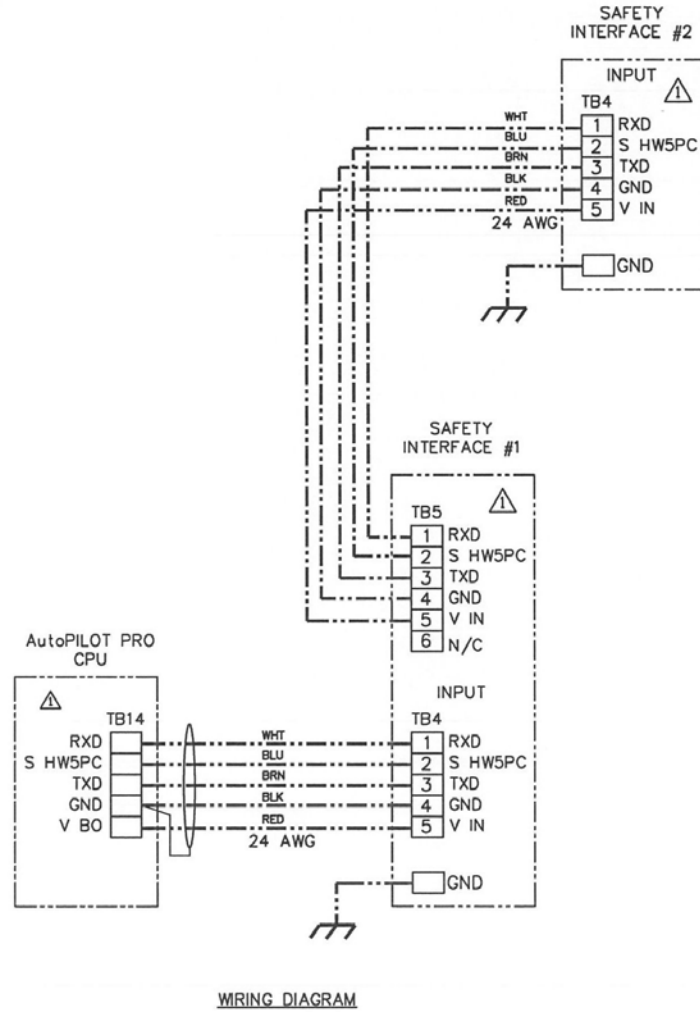 SAFETY
INTERFACE #2
INPUT
1
TB4
WHT
1 RXD
BLU
2 S HW5PC
BRN
3 TXD
BLK
4 GND
RED
5 V IN
24 AWG
GND
SAFETY
INTERFACE #1
1
TB5
1 RXD
2 S HW5PC
3 TXD
4 GND
5 V IN
6 N/C
AutoPILOT PRO
CPU
INPUT
1
TB14
TB4
RXD WHT 1 RXD
S HW5PC BLU 2 S HW5PC
TXD BRN 3 TXD
GND BLK 4 GND
V BO RED 5 V IN
24 AWG
GND
WIRING DIAGRAM